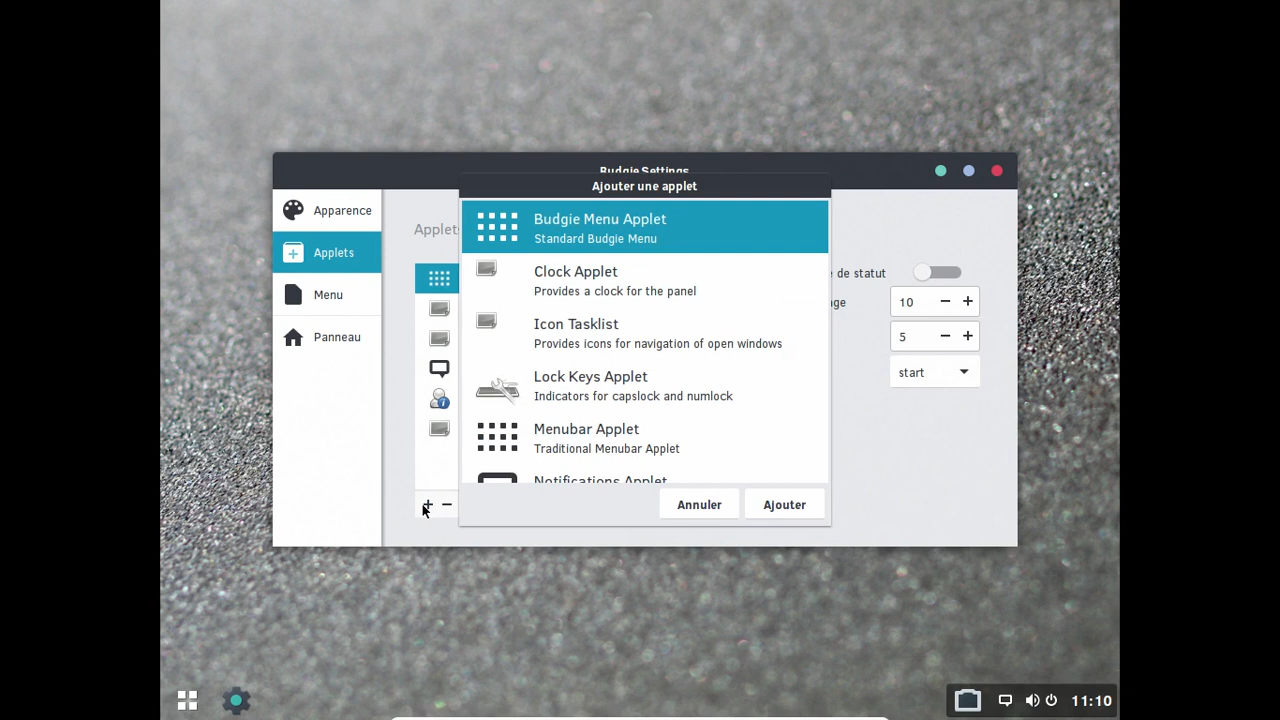 Budgie Settings
Ajouter une applet
Apparence
Applets
Menu
Panneau
Applets
Budgie Menu Applet
Standard Budgie Menu
Clock Applet
Provides a clock for the panel
Icon Tasklist
Provides icons for navigation of open windows
Lock Keys Applet
Indicators for capslock and numlock
Menubar Applet
Traditional Menubar Applet
Notifications Applet
Annuler
Ajouter
de statut
10
5
start
11:10